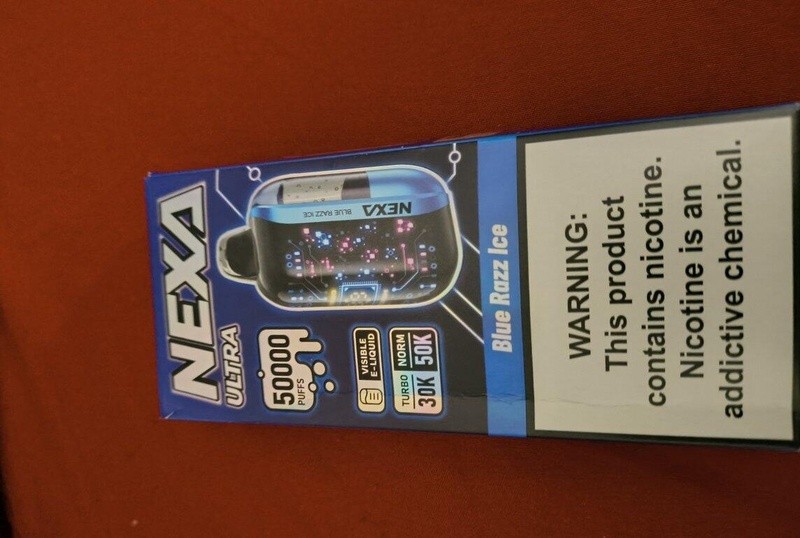 NEXA
ULTRA
50000
PUFFS
VISIBLE
E-LIQUID
TURBO NORM
30K 50K
NEXA BLUE RAZZ ICE
Blue Razz Ice
WARNING:
This product
contains nicotine.
Nicotine is an
addictive chemical.